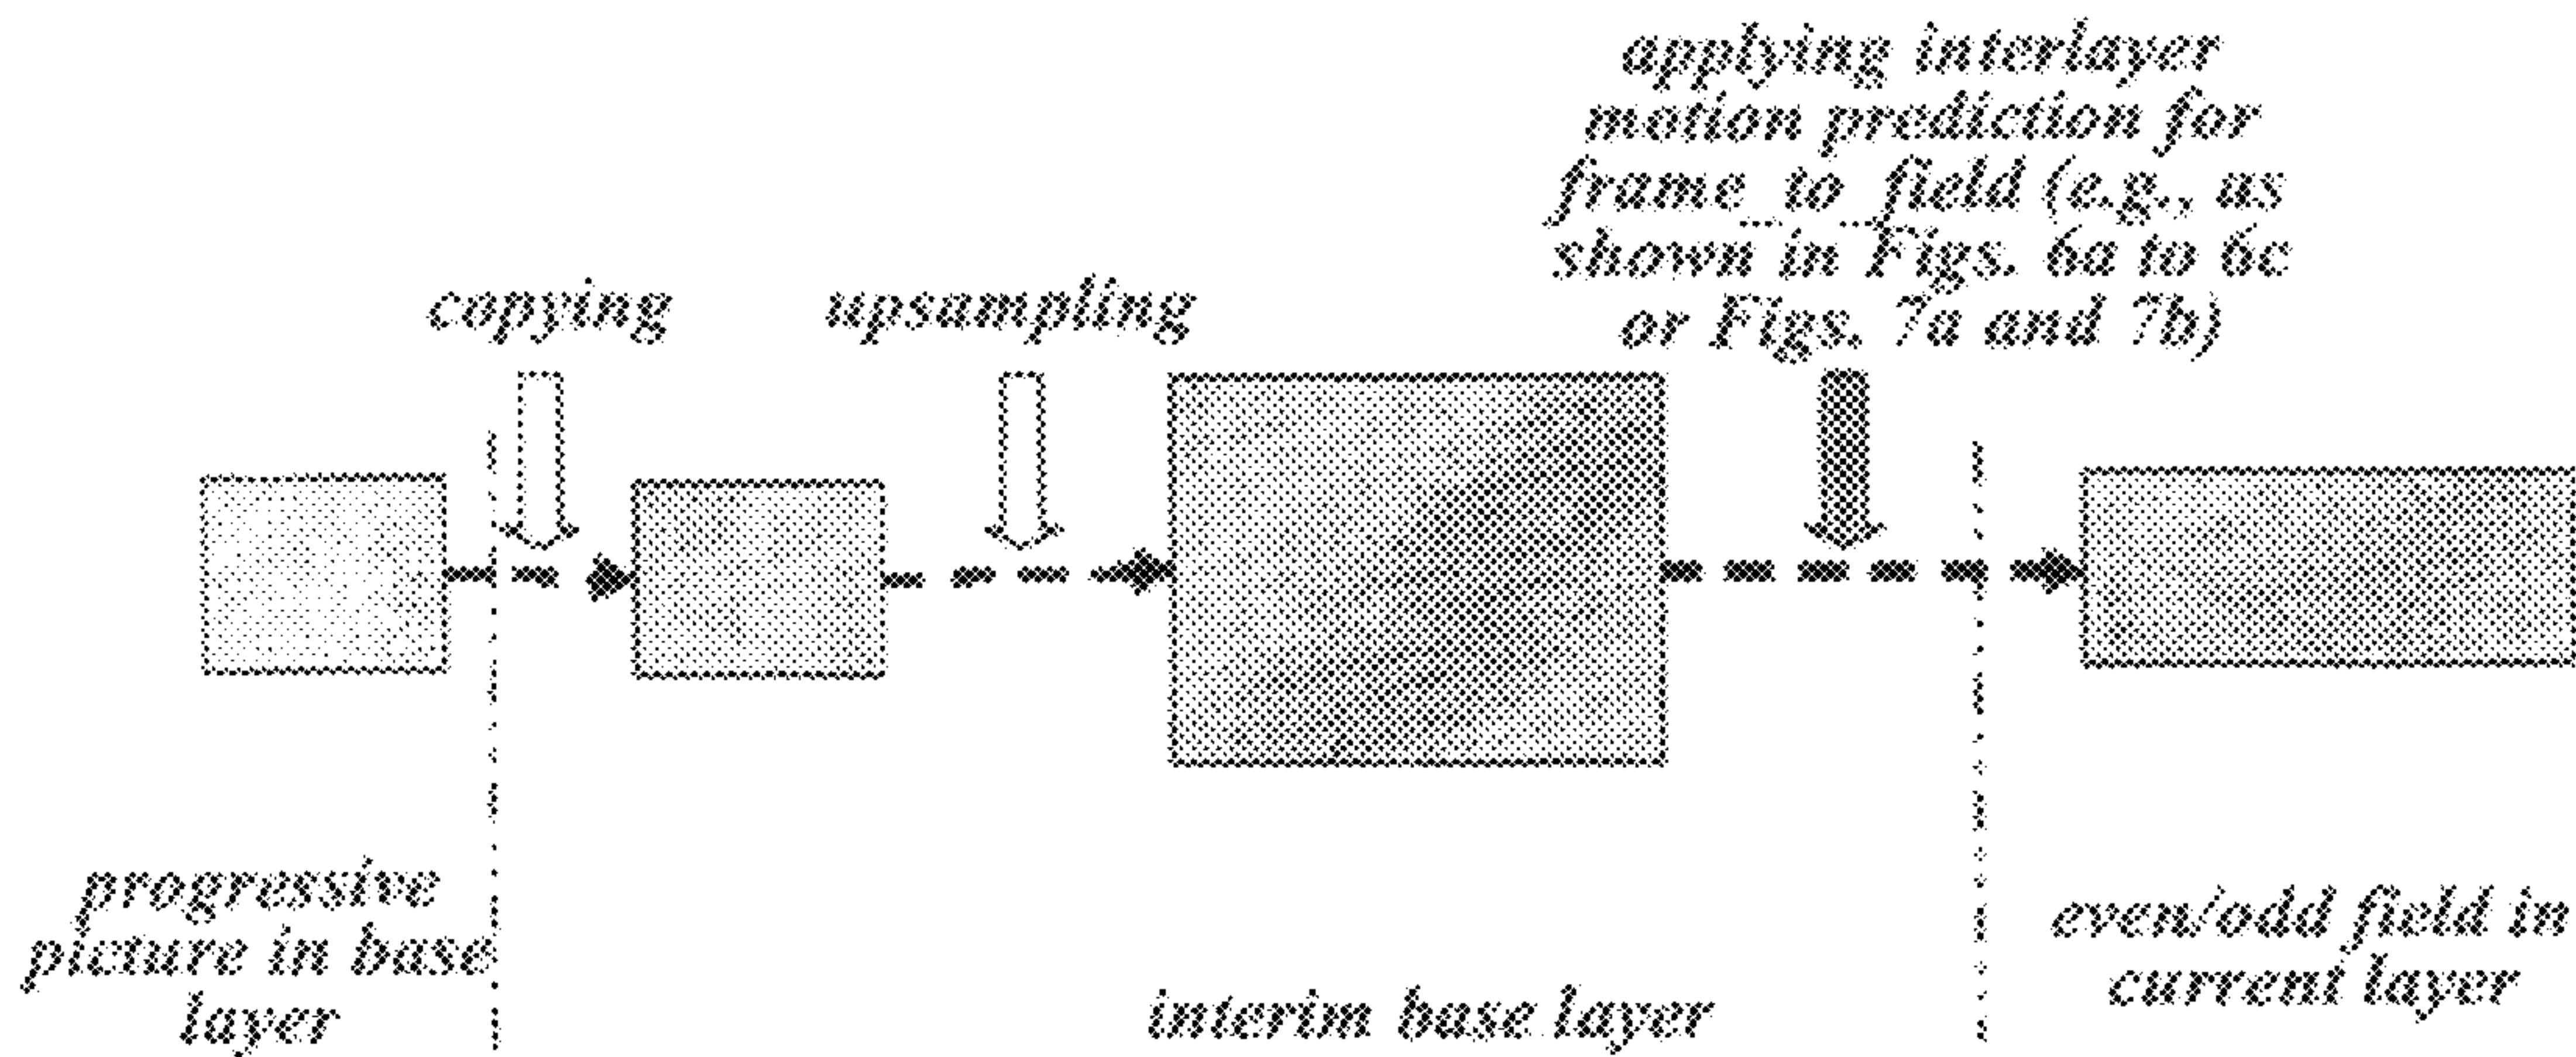 applying interlayer
motion prediction for
frame_to_field (e.g., as
shown in Figs. 6a to 6c
or Figs. 7a and 7b)
copying
upsampling
progressive
picture in base
layer
interim base layer
even/odd field in
current layer